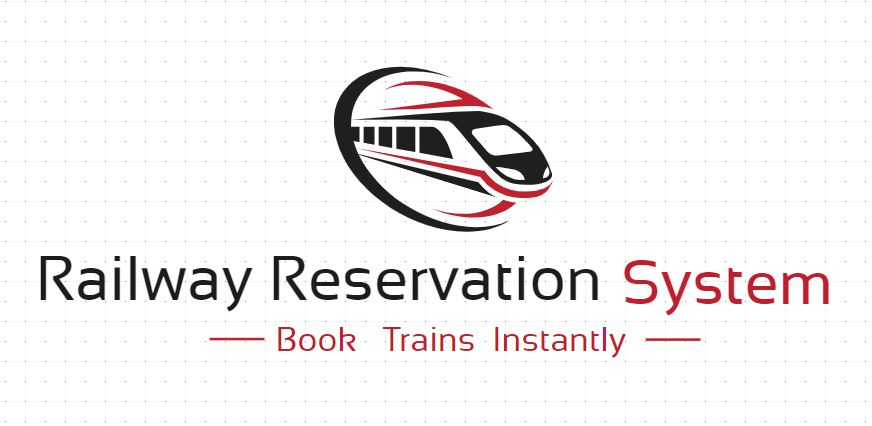 Railway Reservation System
Book Trains Instantly